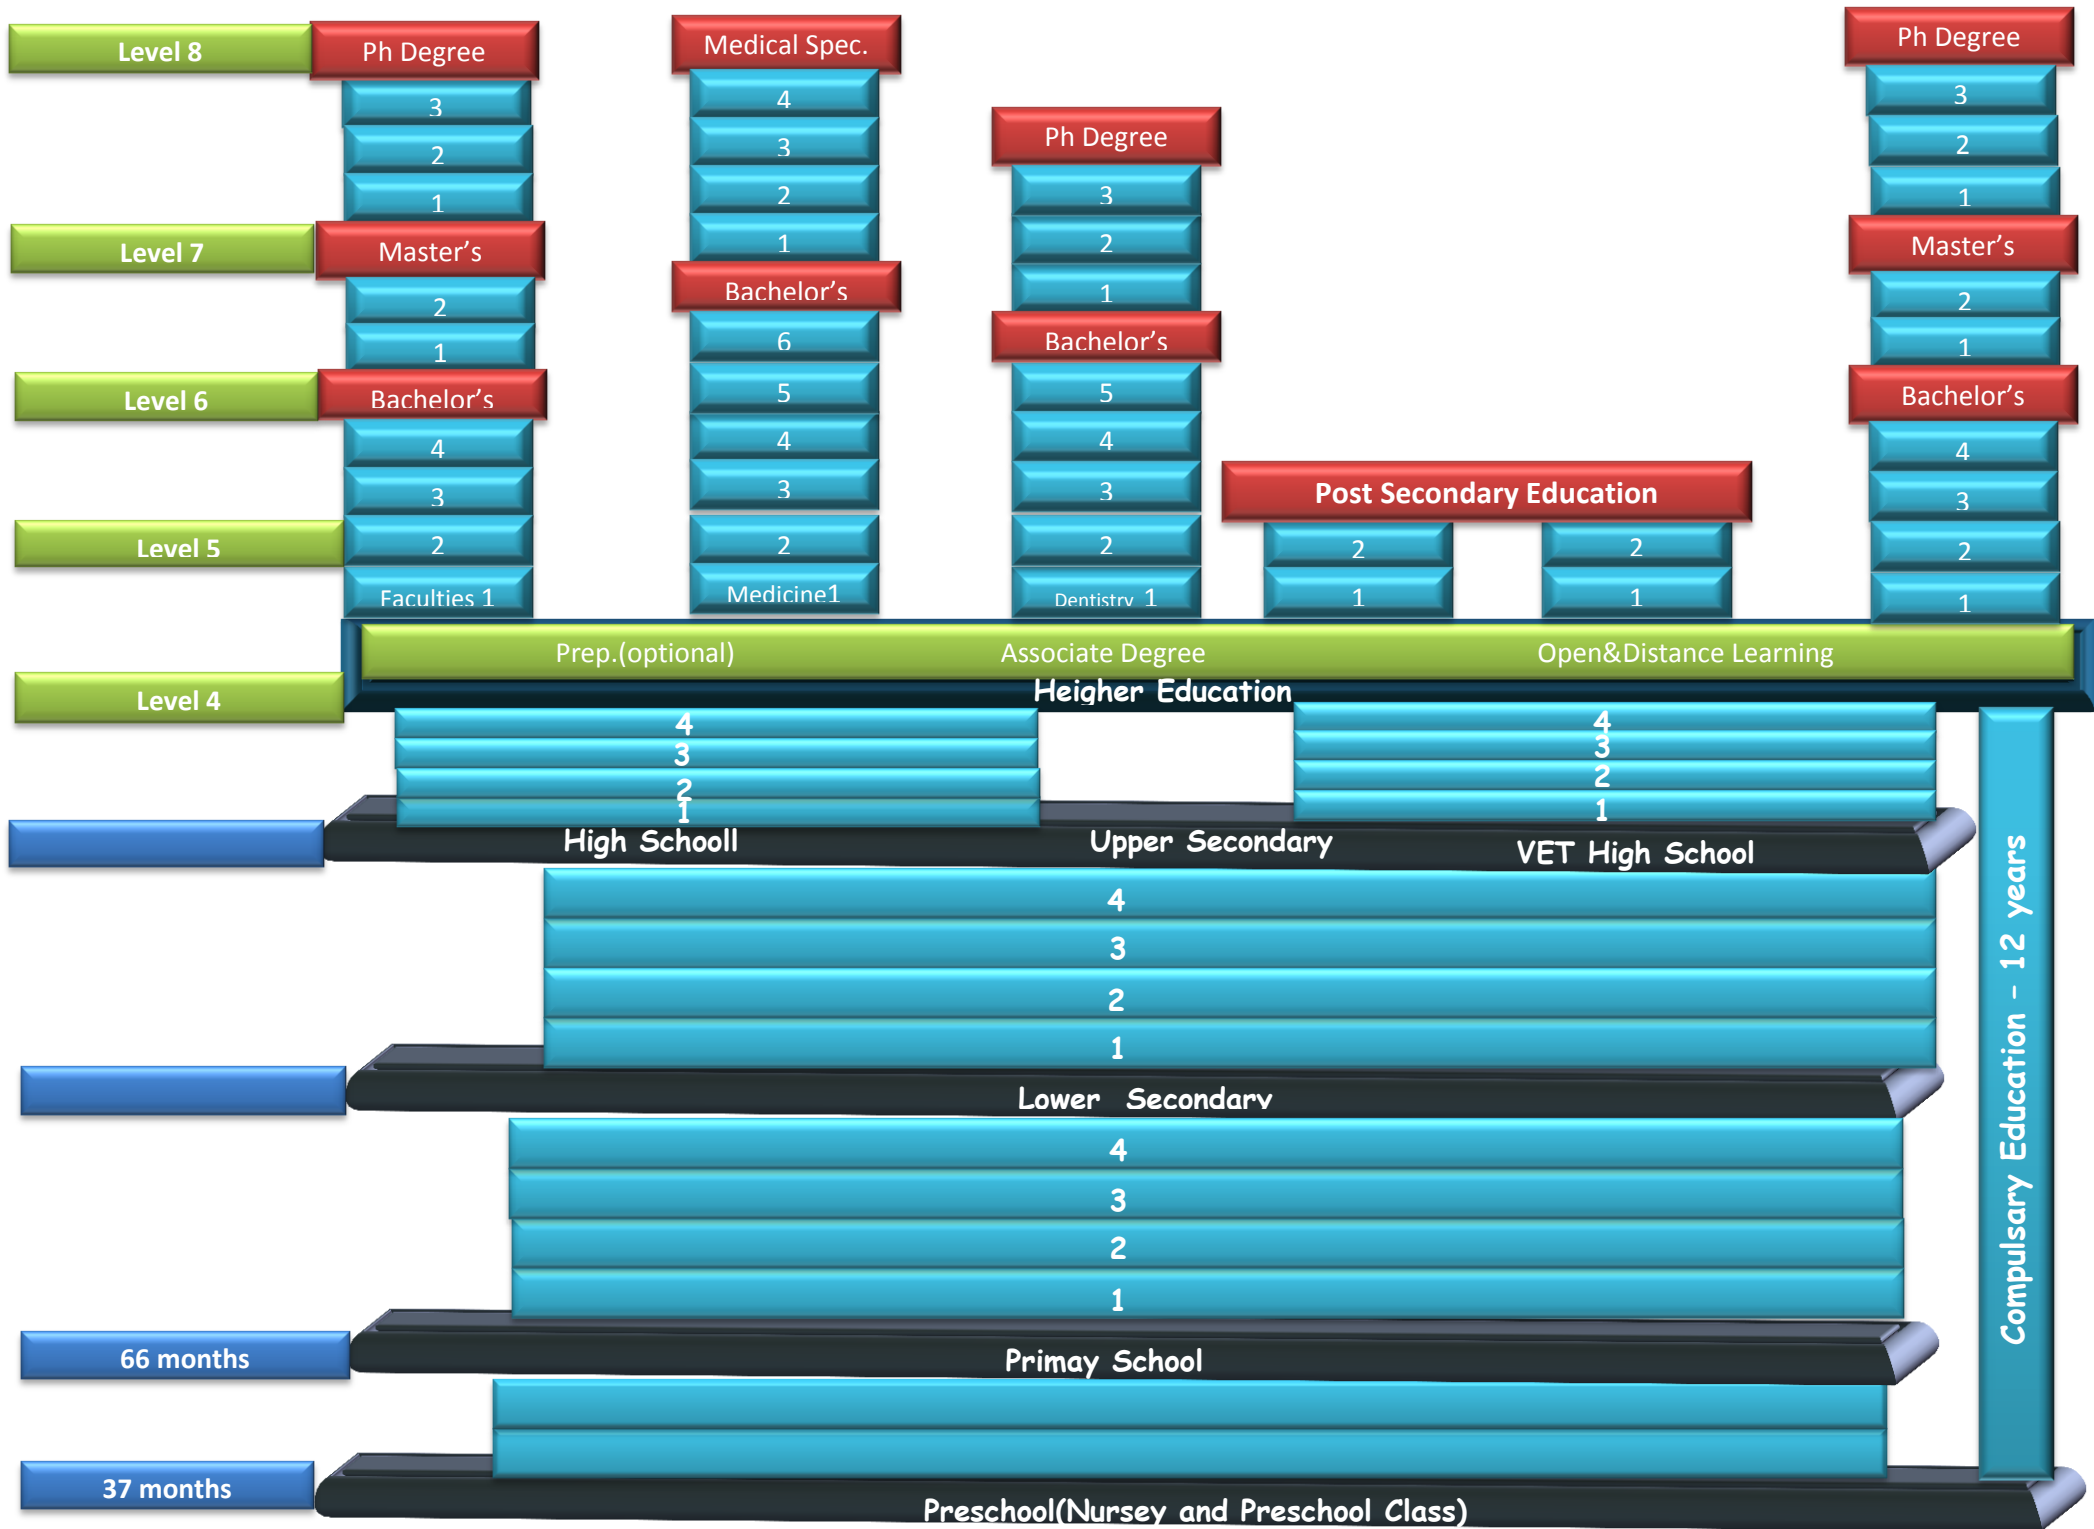 Level 8
Ph Degree
3
2
1
Level 7
Master's
2
1
Level 6
Bachelor's
4
3
Level 5
2
Faculties 1
Medical Spec.
4
3
2
1
Bachelor's
6
5
4
3
2
Medicine1
Ph Degree
3
2
1
Bachelor's
5
4
3
2
Dentistry 1
Post Secondary Education
2
1
2
1
Ph Degree
3
2
1
Master's
2
1
Bachelor's
4
3
2
1
Prep.(optional)
Associate Degree
Open&Distance Learning
Heigher Education
Level 4
4
3
2
1
High Schooll
Upper Secondary
4
3
2
1
VET High School
4
3
2
1
Lower Secondary
4
3
2
1
66 months
Primay School
37 months
Preschool(Nursey and Preschool Class)
Compulsary Education - 12 years